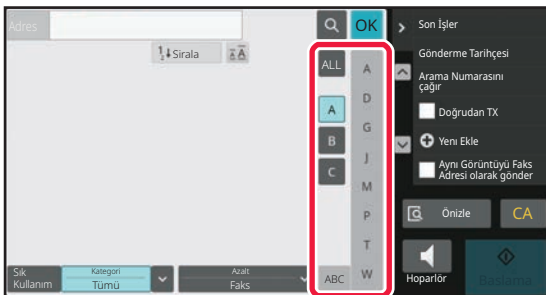 Adres
OK
Sırala
ALL
A
B
C
ABC
A
D
G
J
M
P
T
W
Sık
Kullanım
Kategori
Tümü
Azalt
Faks
Son İşler
Gönderme Tarihçesi
Arama Numarasını
çağır
Doğrudan TX
Yeni Ekle
Aynı Görüntüyü Faks
Adresi olarak gönder
Önizle
CA
Hoparlör
Başlatma